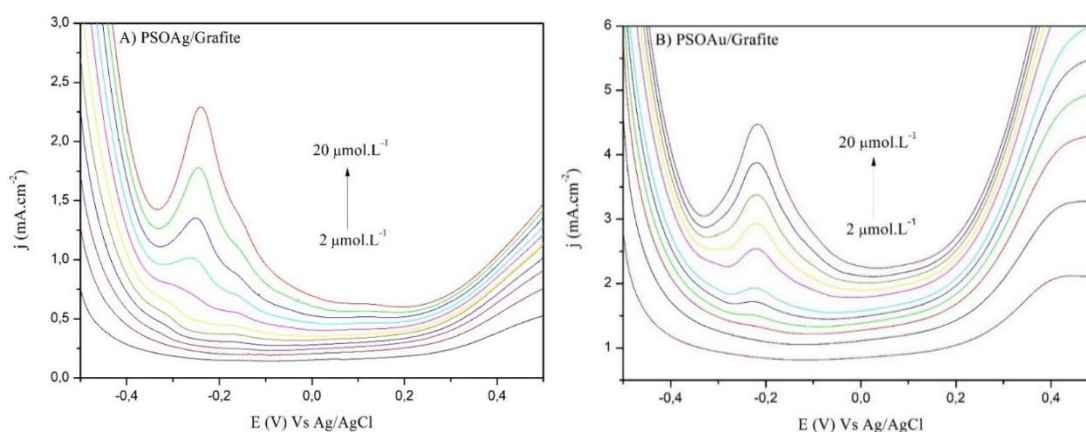 A) PSOAg/Grafite
3,0
2,5
2,0
1,5
1,0
0,5
0,0
j (mA.cm⁻²)
20 µmol.L⁻¹
2 µmol.L⁻¹
-0,4 -0,2 0,0 0,2 0,4
E (V) Vs Ag/AgCl
B) PSOAu/Grafite
6
5
4
3
2
1
j (mA.cm⁻²)
20 µmol.L⁻¹
2 µmol.L⁻¹
-0,4 -0,2 0,0 0,2 0,4
E (V) Vs Ag/AgCl